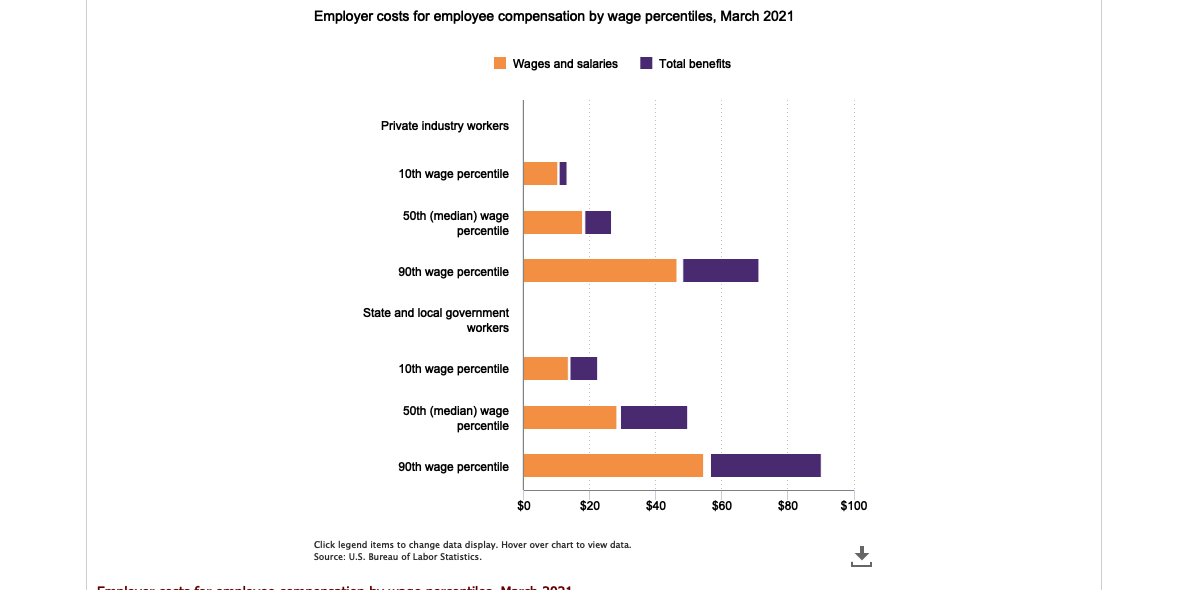 Employer costs for employee compensation by wage percentiles, March 2021
Wages and salaries
Total benefits
Private industry workers
10th wage percentile
50th (median) wage
percentile
90th wage percentile
State and local government
workers
10th wage percentile
50th (median) wage
percentile
90th wage percentile
$0
$20
$40
$60
$80
$100
Click legend items to change data display. Hover over chart to view data.
Source: U.S. Bureau of Labor Statistics.
Employer costs for employee compensation by wage percentiles, March 2021